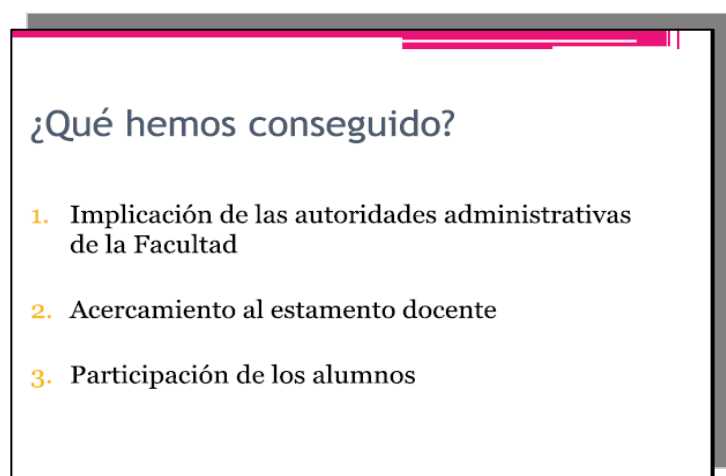 ¿Qué hemos conseguido?
1. Implicación de las autoridades administrativas
de la Facultad
2. Acercamiento al estamento docente
3. Participación de los alumnos